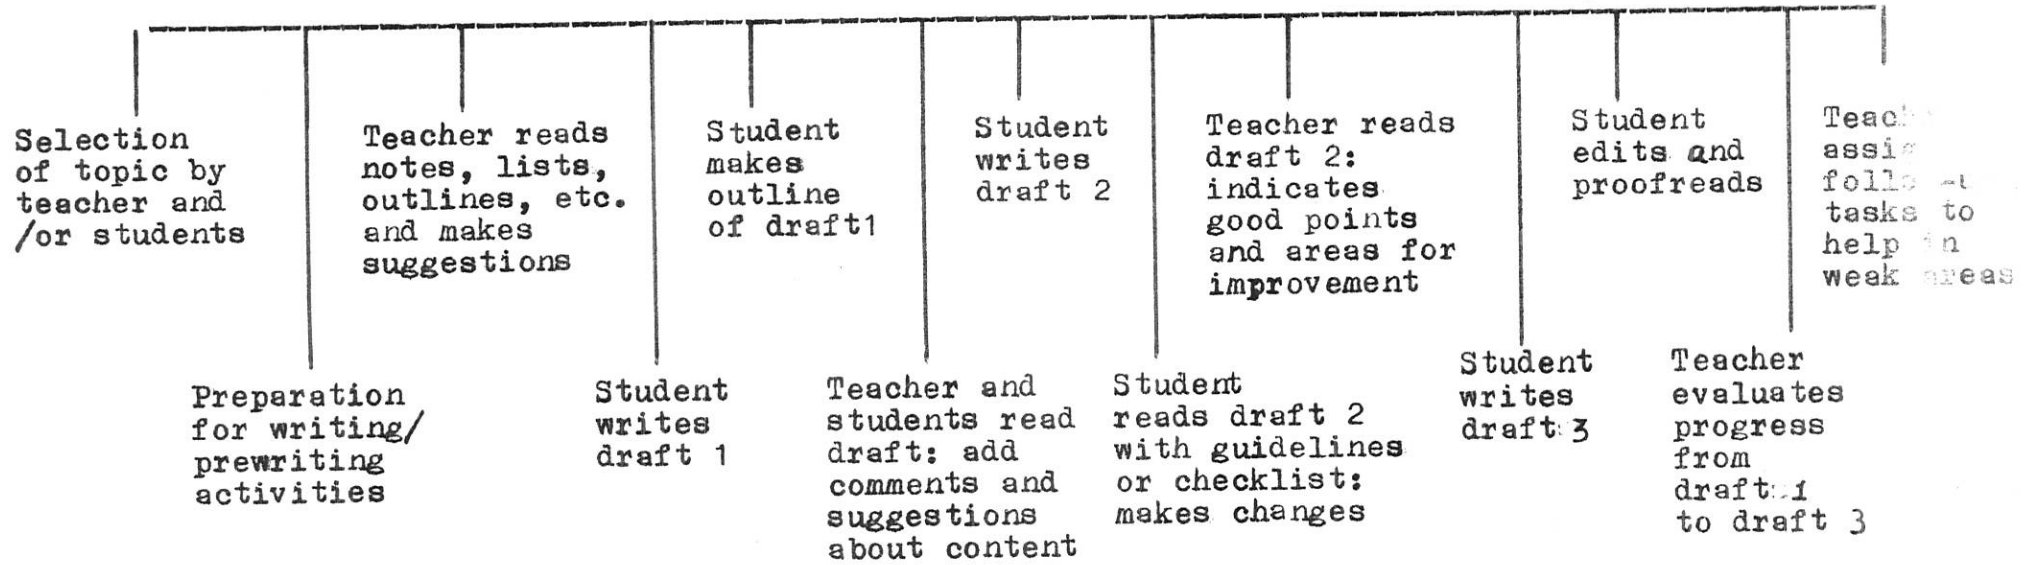 Selection
of topic by
teacher and
/or students
Preparation
for writing/
prewriting
activities
Teacher reads
notes, lists,
outlines, etc.
and makes
suggestions
Student
writes
draft 1
Student
makes
outline
of draft1
Teacher and
students read
draft: add
comments and
suggestions
about content
Student
writes
draft 2
Student
reads draft 2
with guidelines
or checklist:
makes changes
Teacher reads
draft 2:
indicates
good points
and areas for
improvement
Student
writes
draft 3
Student
edits and
proofreads
Teacher
evaluates
progress
from
draft 1
to draft 3
tasks to
help in
weak areas